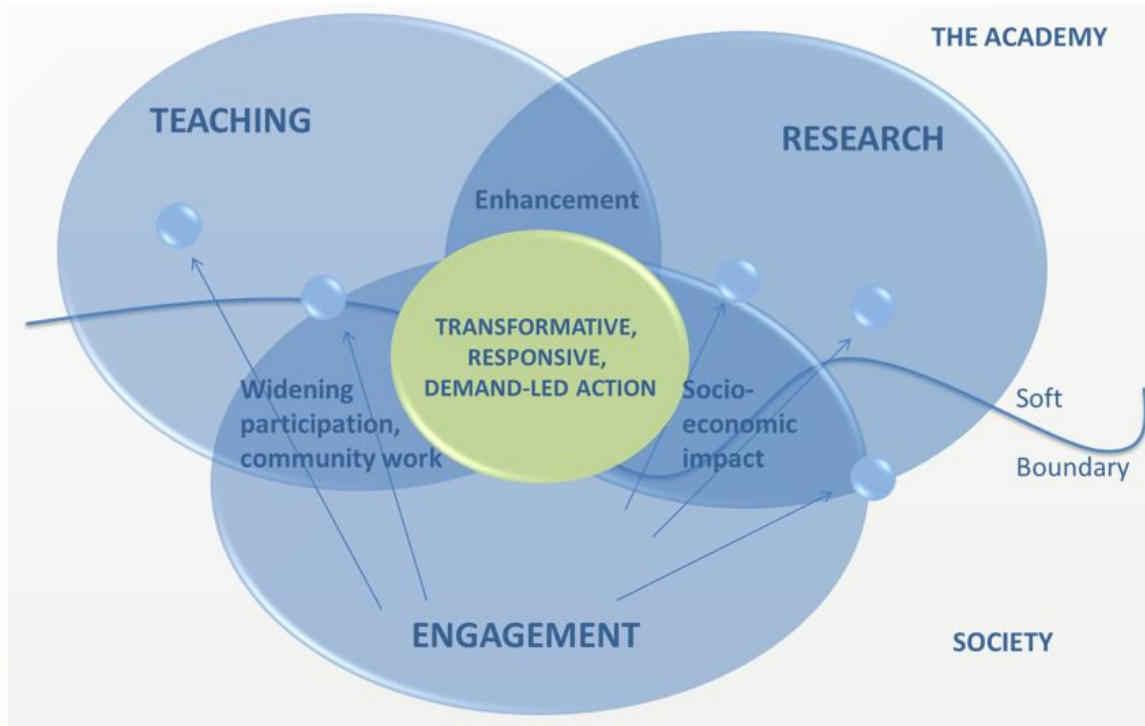 THE ACADEMY
TEACHING
RESEARCH
Enhancement
TRANSFORMATIVE,
RESPONSIVE,
DEMAND-LED ACTION
Widening
participation,
community work
Socio-
economic
impact
Soft
Boundary
ENGAGEMENT
SOCIETY